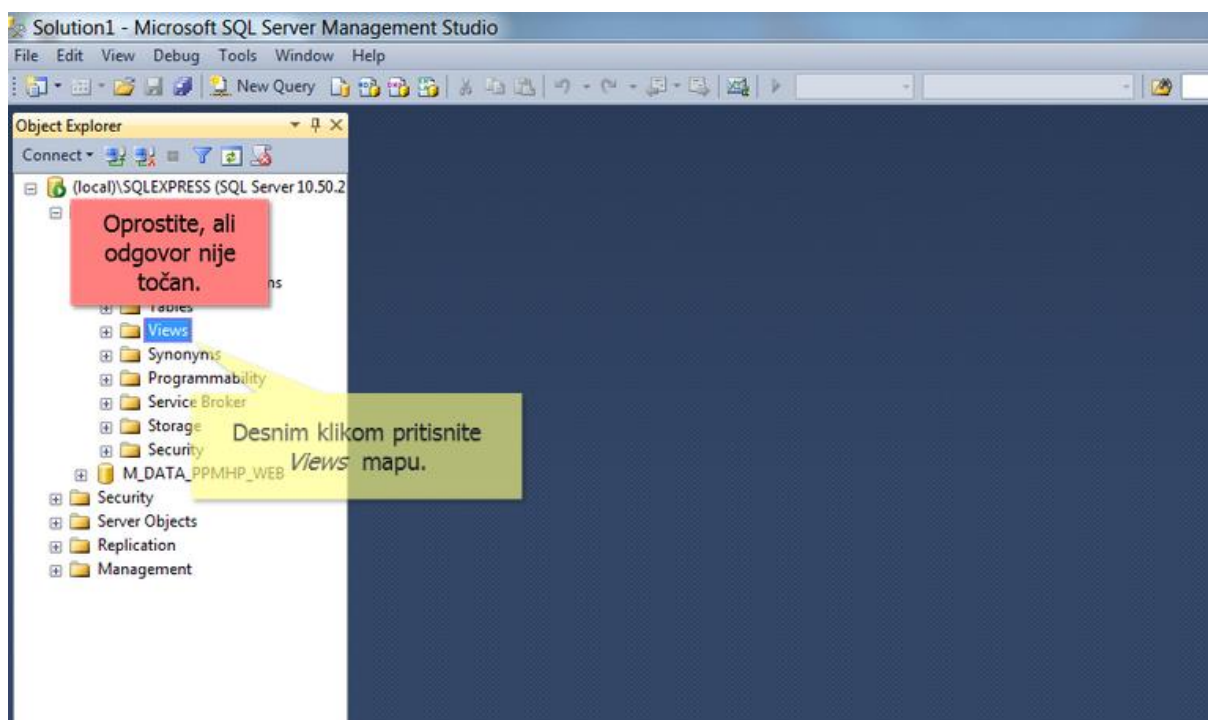 Solution1 - Microsoft SQL Server Management Studio
File Edit View Debug Tools Window Help
New Query
Object Explorer
Connect
(local)\SQLEXPRESS (SQL Server 10.50.2
Oprostite, ali
odgovor nije
točan.
ns
Tables
Views
Synonyms
Programmability
Service Broker
Storage
Security
M_DATA_PPMHP_WEB
Desnim klikom pritisnite
Views mapu.
Security
Server Objects
Replication
Management